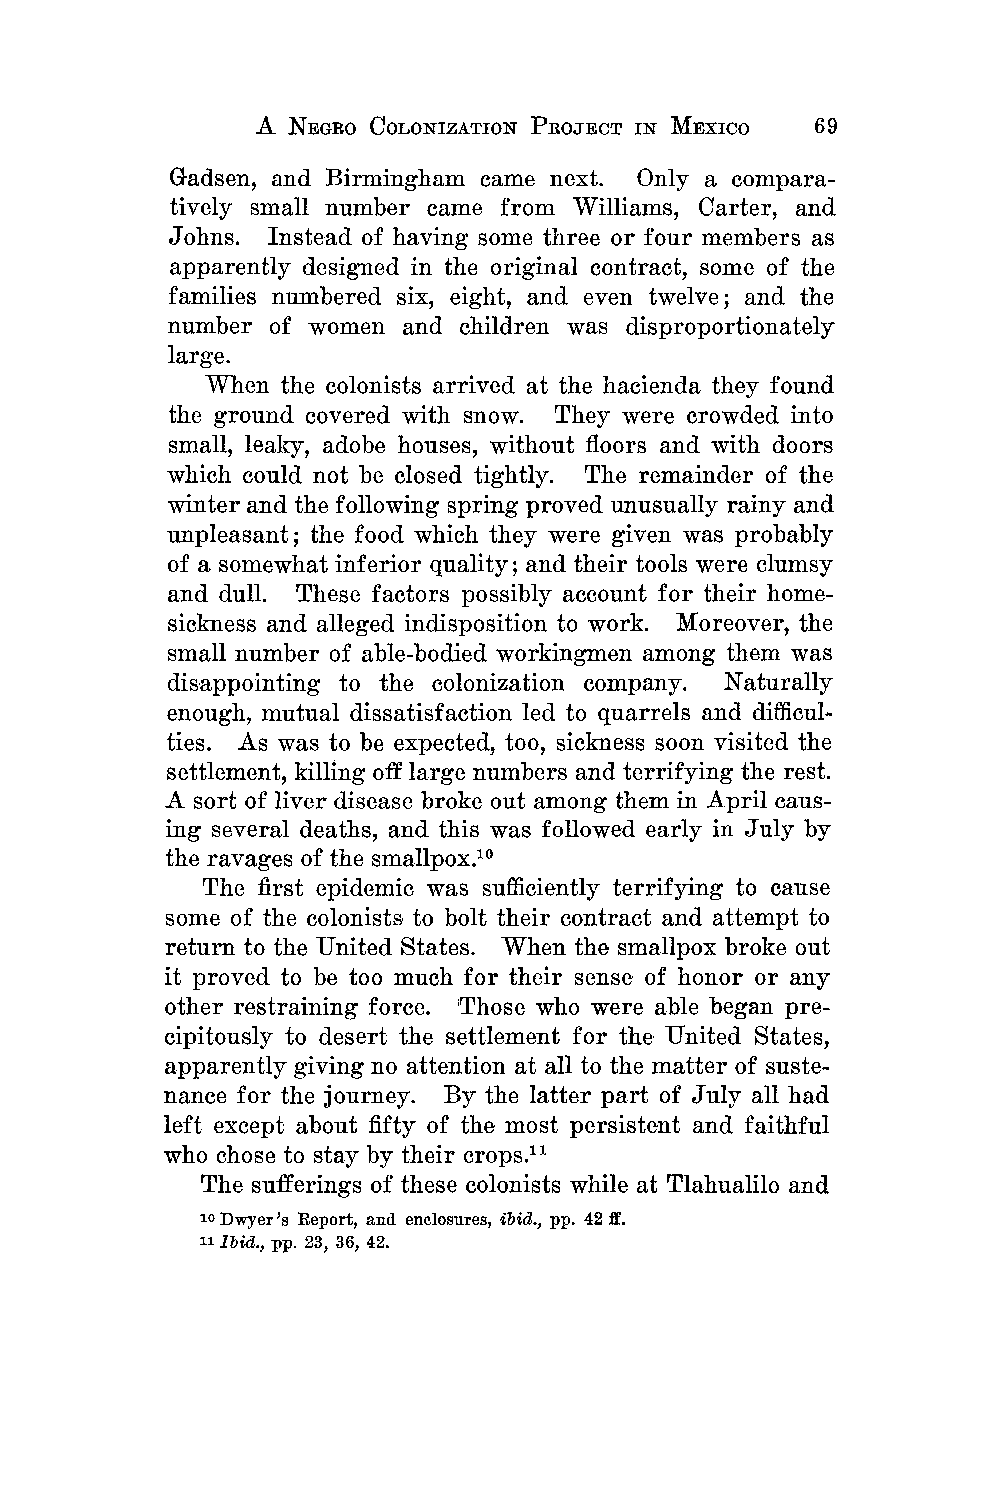 A Negro Colonization Project in Mexico 69
Gadsen, and Birmingham came next. Only a compara-
tively small number came from Williams, Carter, and
Johns. Instead of having some three or four members as
apparently designed in the original contract, some of the
families numbered six, eight, and even twelve; and the
number of women and children was disproportionately
large.
When the colonists arrived at the hacienda they found
the ground covered with snow. They were crowded into
small, leaky, adobe houses, without floors and with doors
which could not be closed tightly. The remainder of the
winter and the following spring proved unusually rainy and
unpleasant; the food which they were given was probably
of a somewhat inferior quality; and their tools were clumsy
and dull. These factors possibly account for their home-
sickness and alleged indisposition to work. Moreover, the
small number of able-bodied workingmen among them was
disappointing to the colonization company. Naturally
enough, mutual dissatisfaction led to quarrels and difficul-
ties. As was to be expected, too, sickness soon visited the
settlement, killing off large numbers and terrifying the rest.
A sort of liver disease broke out among them in April caus-
ing several deaths, and this was followed early in July by
the ravages of the smallpox.¹⁰
The first epidemic was sufficiently terrifying to cause
some of the colonists to bolt their contract and attempt to
return to the United States. When the smallpox broke out
it proved to be too much for their sense of honor or any
other restraining force. Those who were able began pre-
cipitously to desert the settlement for the United States,
apparently giving no attention at all to the matter of suste-
nance for the journey. By the latter part of July all had
left except about fifty of the most persistent and faithful
who chose to stay by their crops.¹¹
The sufferings of these colonists while at Tlahualilo and
¹⁰ Dwyer's Report, and enclosures, ibid., pp. 42 ff.
¹¹ Ibid., pp. 23, 36, 42.